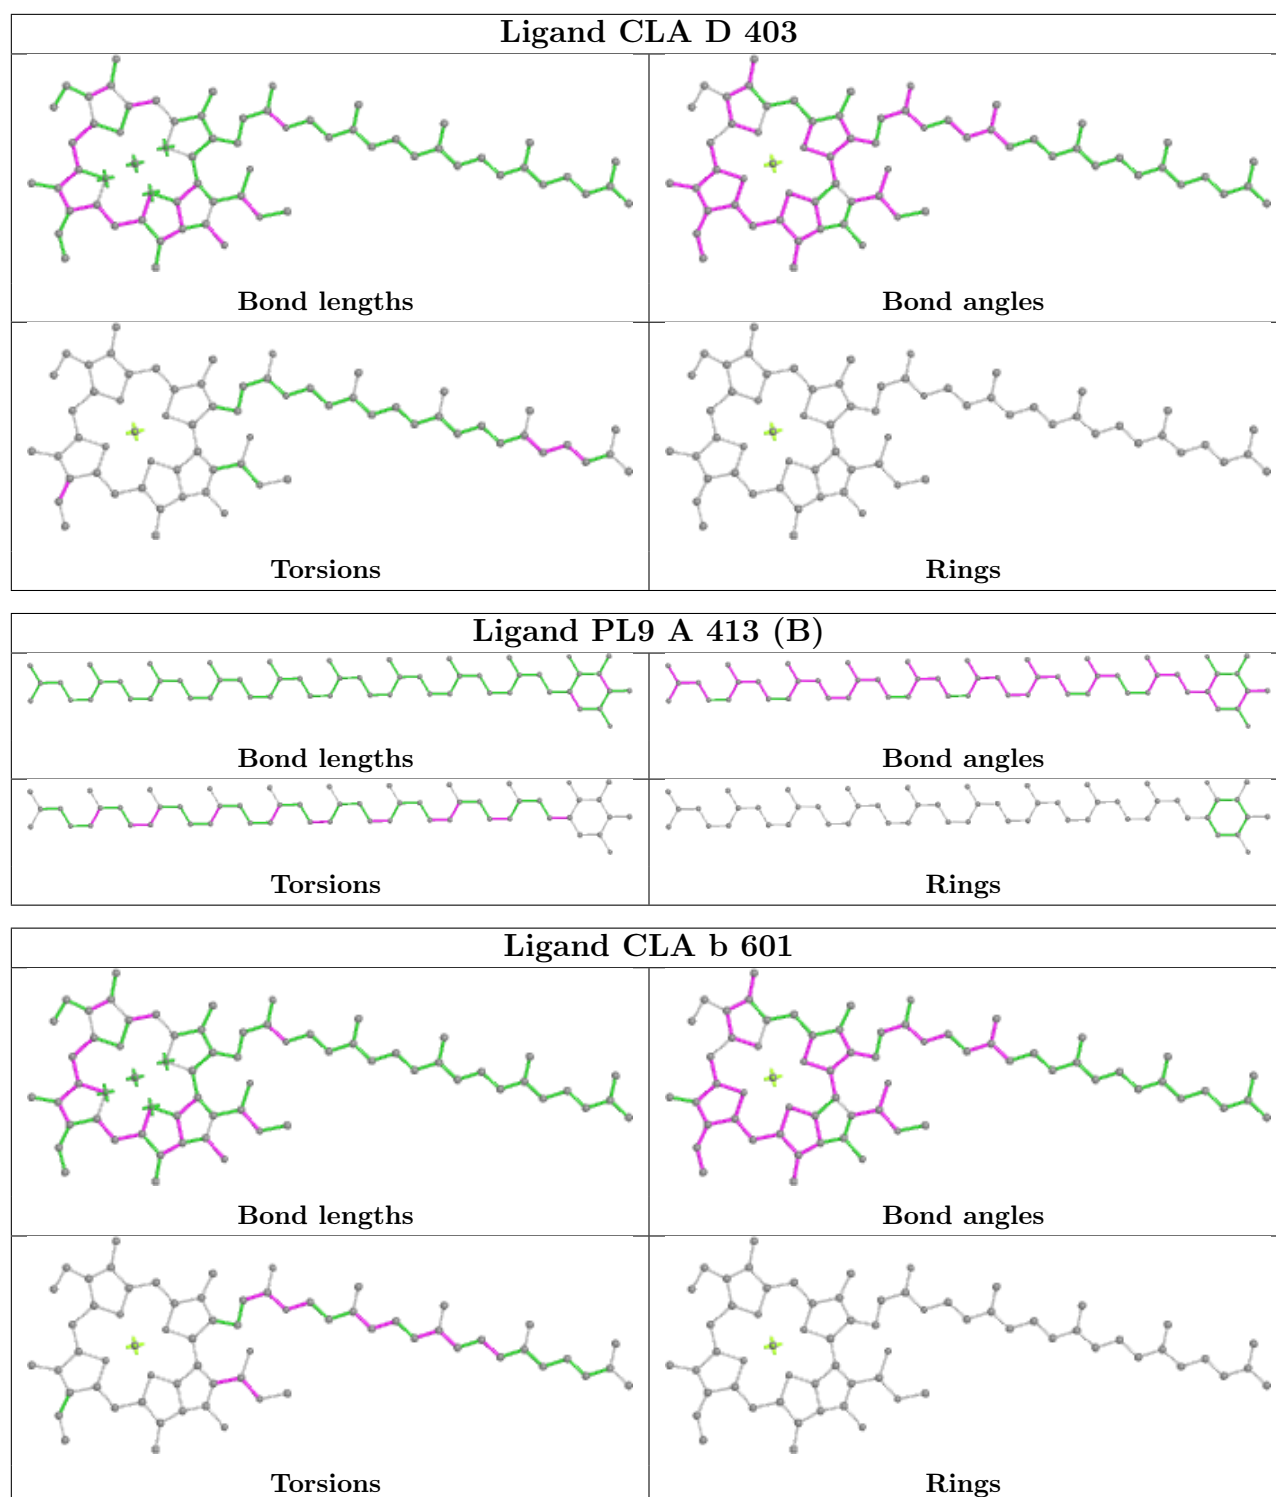 Ligand CLA D 403
Bond lengths
Bond angles
Torsions
Rings
Ligand PL9 A 413 (B)
Bond lengths
Bond angles
Torsions
Rings
Ligand CLA b 601
Bond lengths
Bond angles
Torsions
Rings